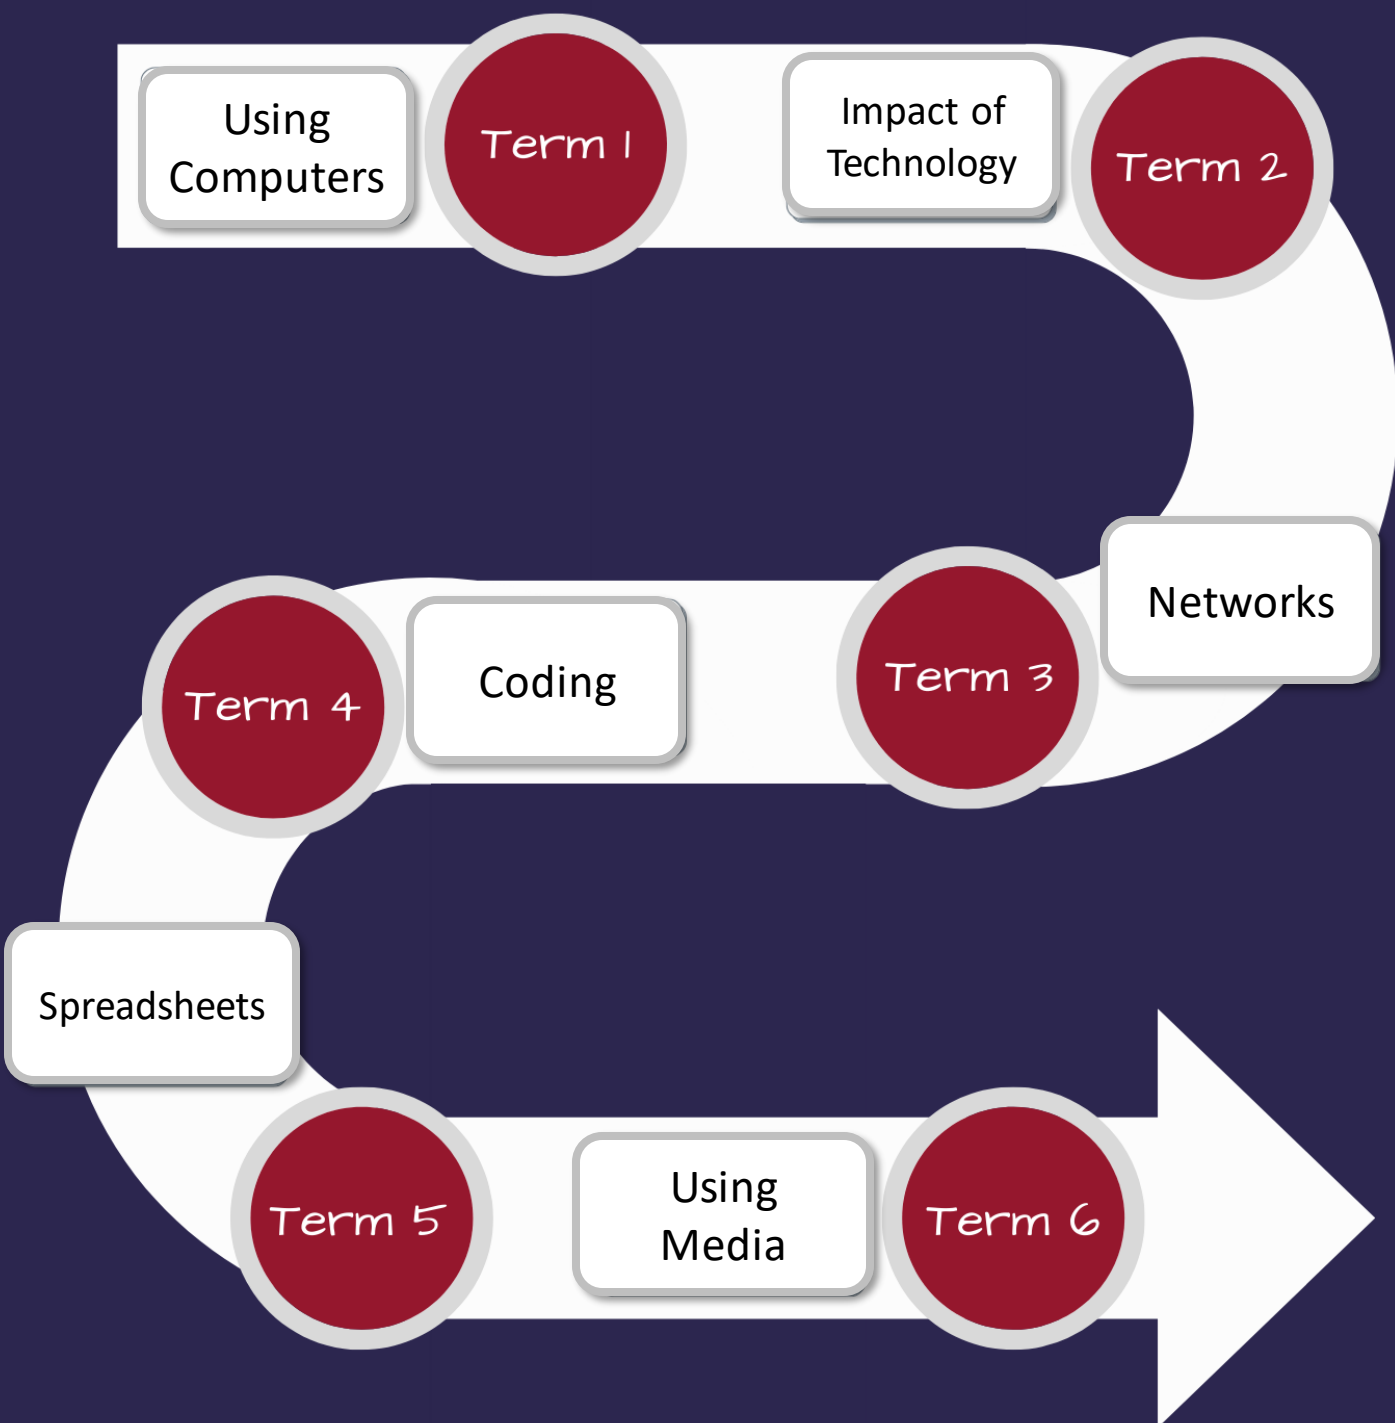 Using
Computers
Term 1
Impact of
Technology
Term 2
Networks
Term 3
Coding
Term 4
Spreadsheets
Term 5
Using
Media
Term 6